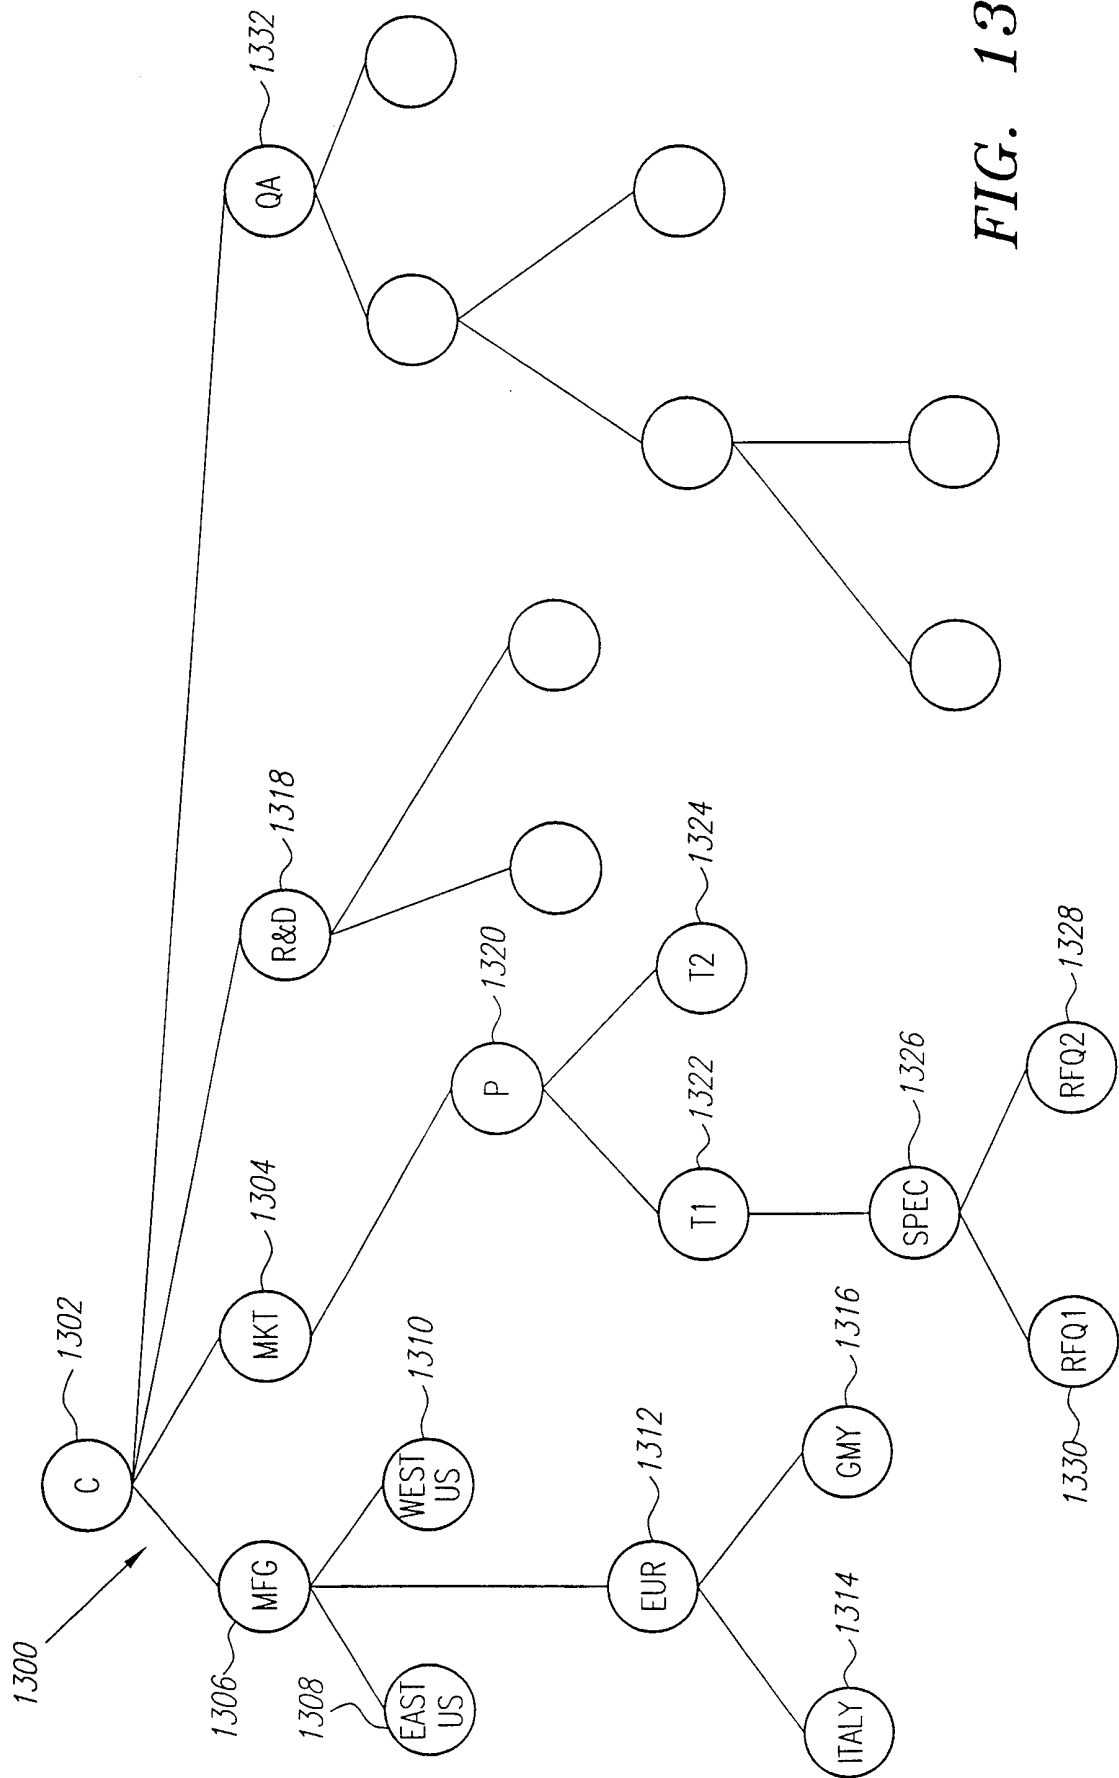 1300
C
1302
MFG
1306
MKT
1304
R&D
1318
QA
1332
EAST
US
1308
WEST
US
1310
P
1320
EUR
1312
T1
1322
T2
1324
ITALY
1314
GMY
1316
SPEC
1326
RFQ1
1330
RFQ2
1328
FIG. 13